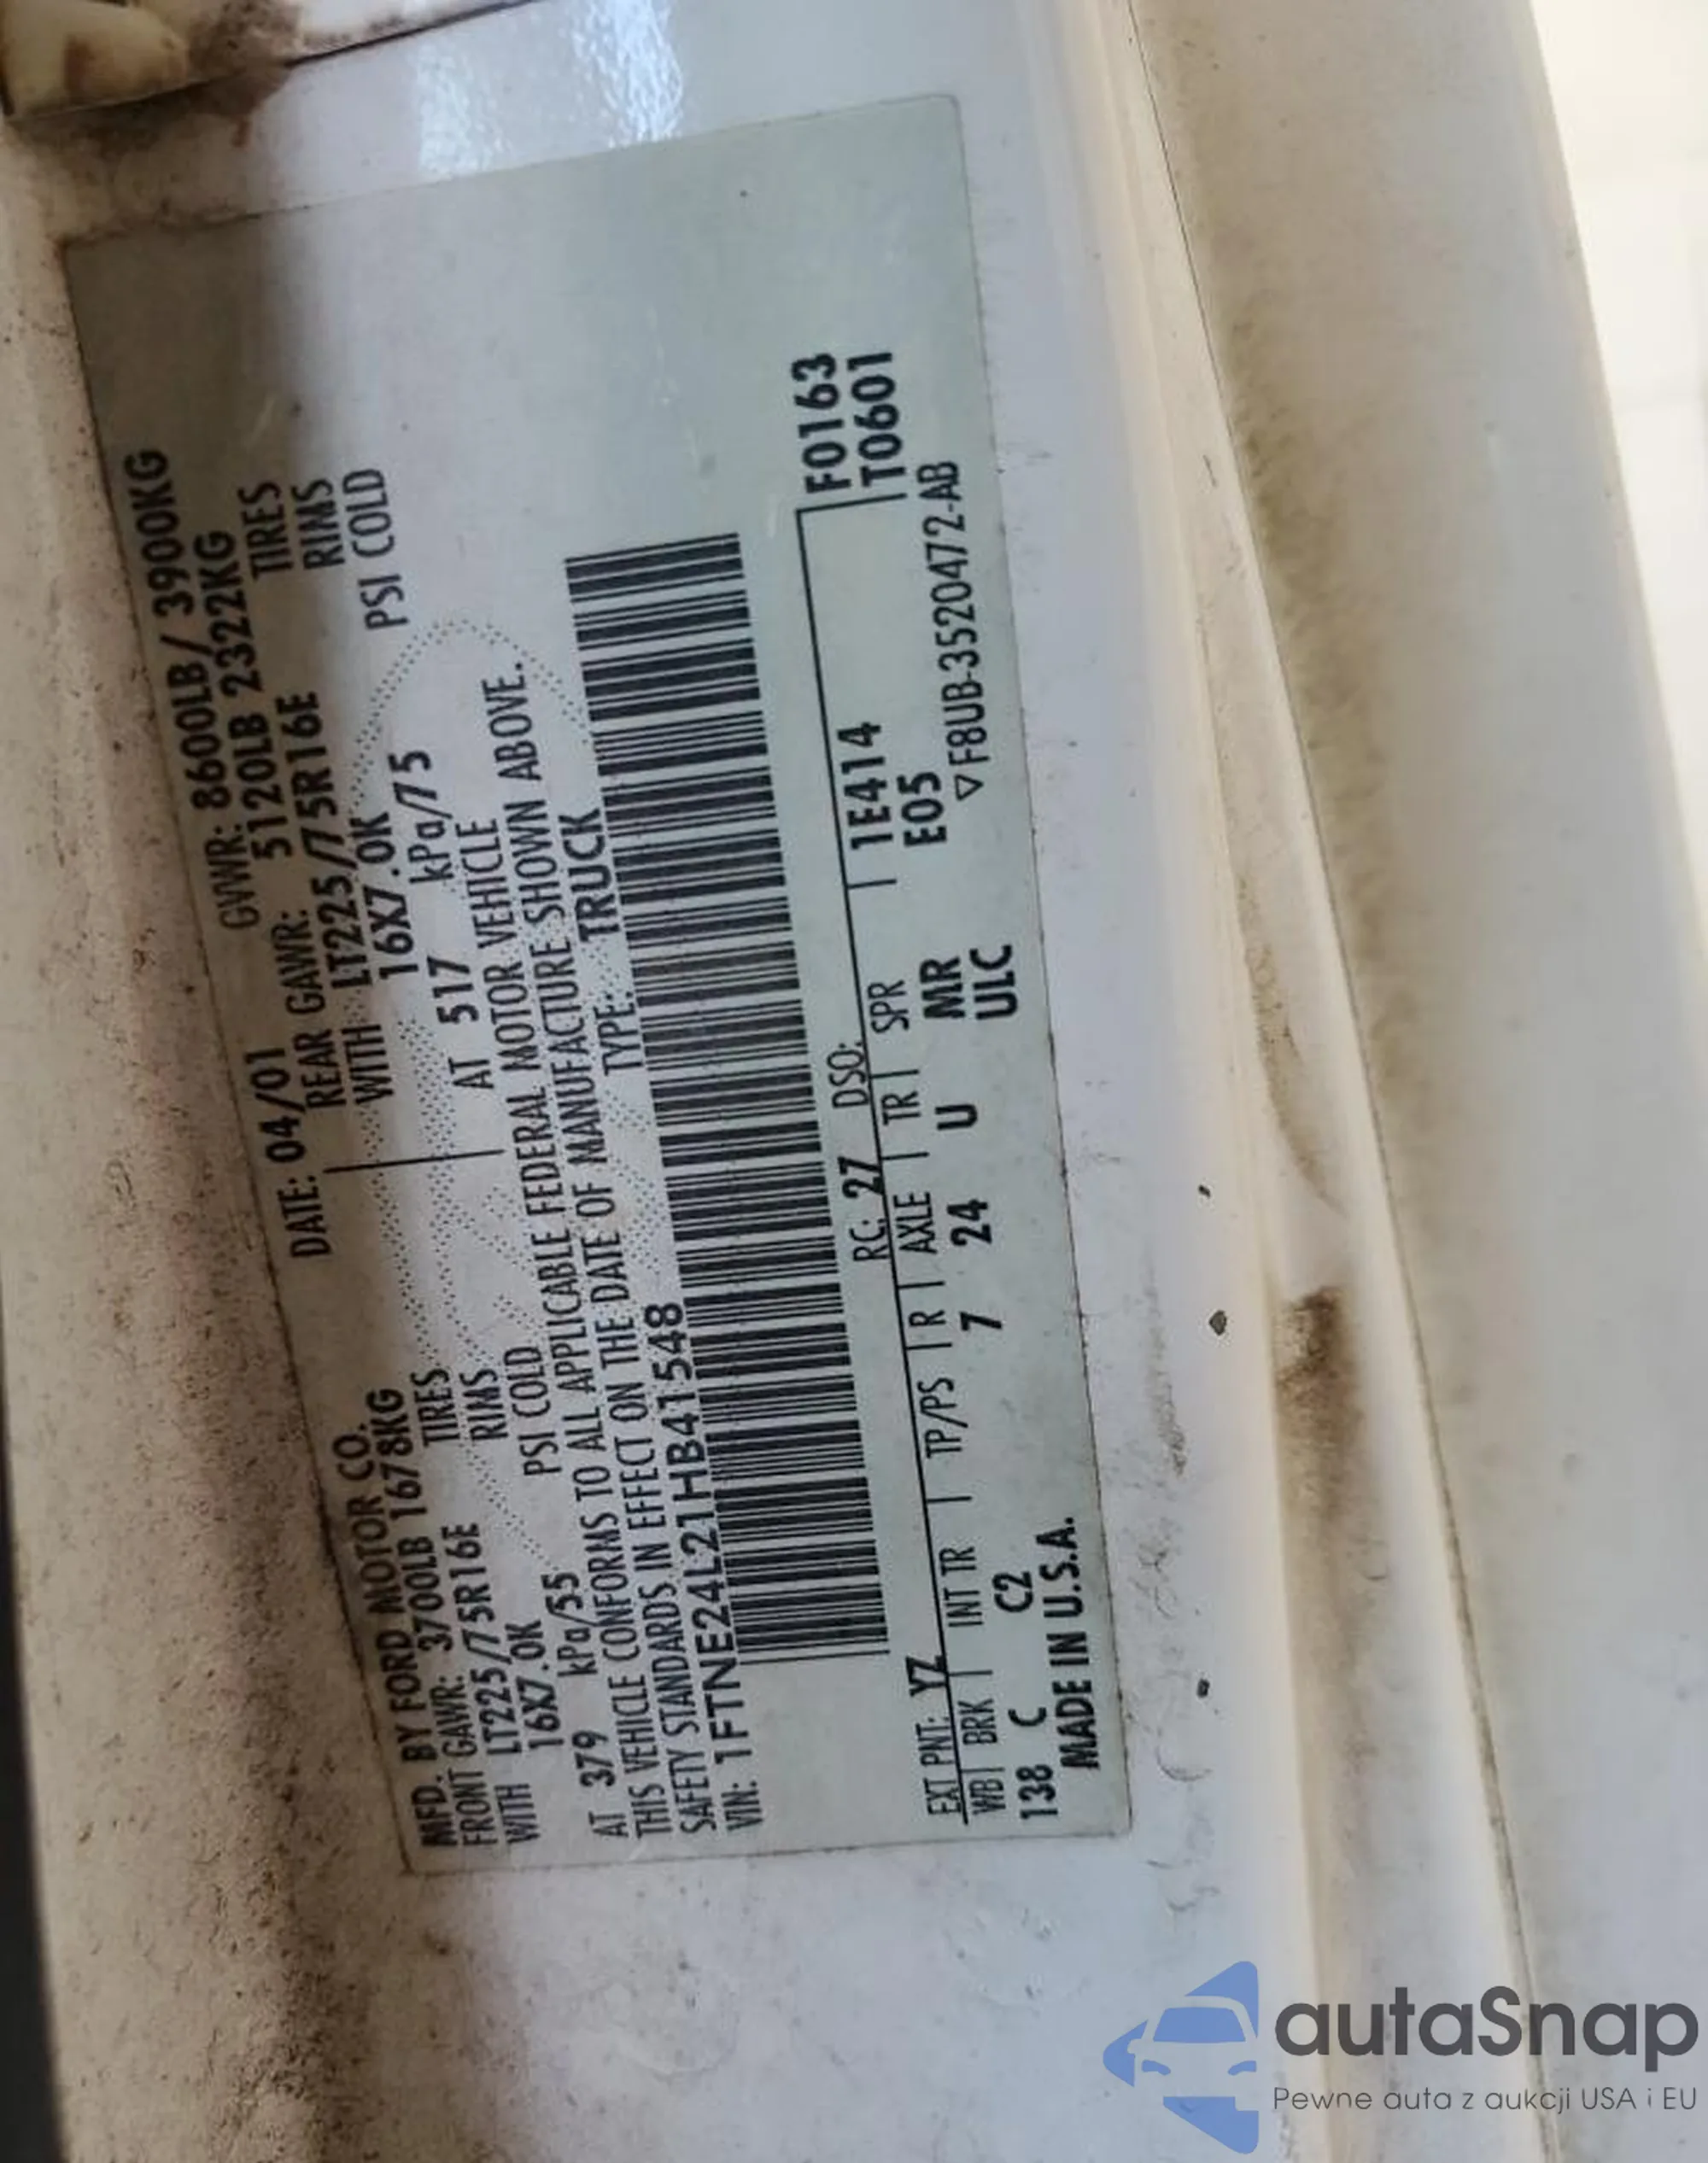 MFD. BY FORD MOTOR CO. DATE: 04/01 GVWR: 8600LB/ 3900KG
FRONT GAWR: 3700LB 1678KG REAR GAWR: 5120LB 2322KG
WITH LT225/75R16E TIRES WITH LT225/75R16E TIRES
16X7.0K RIMS 16X7.0K RIMS
AT 379 kPa/55 PSI COLD AT 517 kPa/75 PSI COLD
THIS VEHICLE CONFORMS TO ALL APPLICABLE FEDERAL MOTOR VEHICLE
SAFETY STANDARDS IN EFFECT ON THE DATE OF MANUFACTURE SHOWN ABOVE.
VIN: 1FTNE24L21HB41548 TYPE: TRUCK
F0163
T0601
EXT PNT: YZ RC: 27 DSO:
WB BRK INT TR TP/PS R AXLE TR SPR 1E414
138 C C2 7 24 U MR E05
MADE IN U.S.A. ULC ▽F8UB-3520472-AB
autaSnap
Pewne auta z aukcji USA i EU